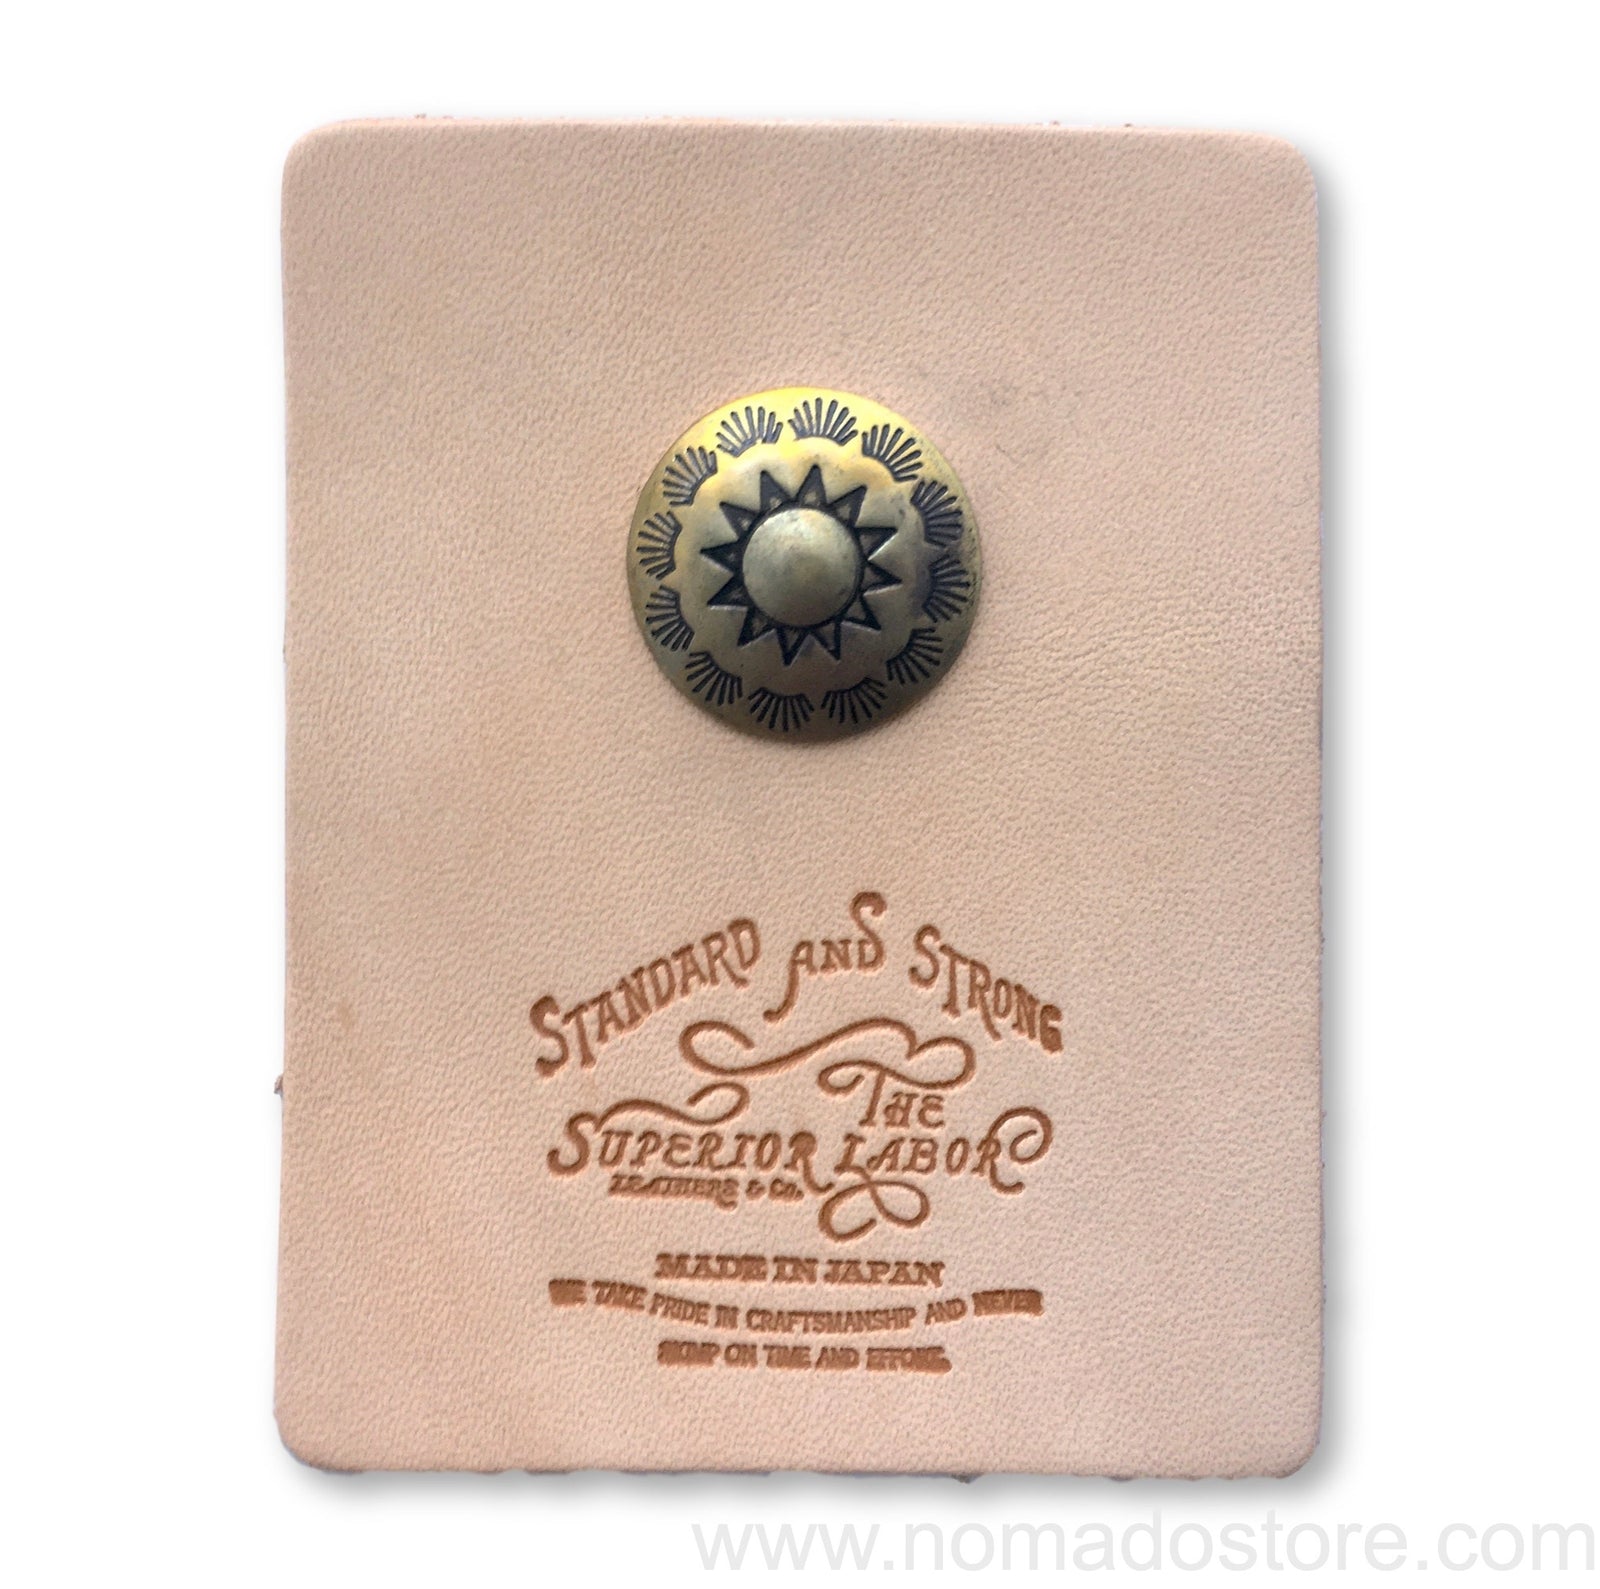 STANDARD AND STRONG
THE
SUPERIOR LABOR
LEATHERS & CO.
MADE IN JAPAN
WE TAKE PRIDE IN CRAFTSMANSHIP AND NEVER
SKIMP ON TIME AND EFFORT.
www.nomadostore.com